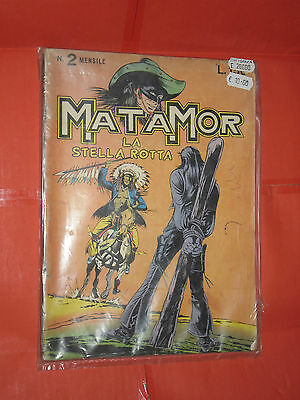 N. 2 MENSILE
L.
MATAMOR
LA
STELLA ROTTA